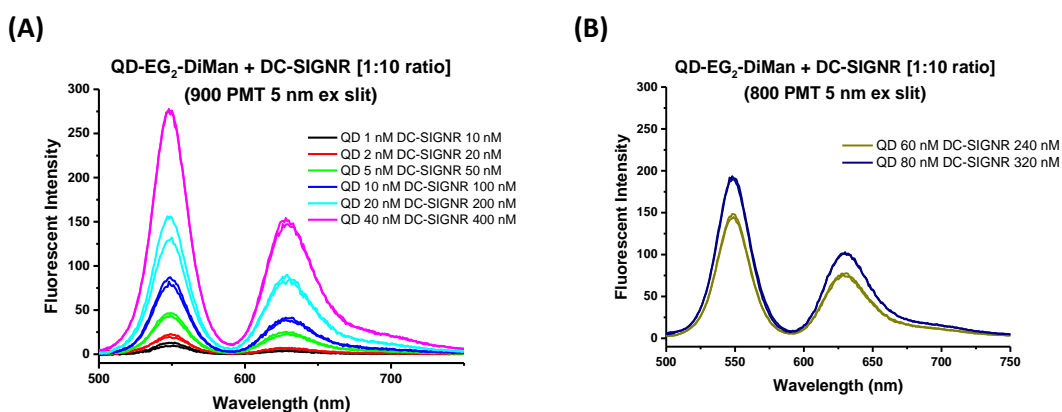 (A)
QD-EG₂-DiMan + DC-SIGNR [1:10 ratio]
(900 PMT 5 nm ex slit)
Fluorescent Intensity
300
250
200
150
100
50
0
QD 1 nM DC-SIGNR 10 nM
QD 2 nM DC-SIGNR 20 nM
QD 5 nM DC-SIGNR 50 nM
QD 10 nM DC-SIGNR 100 nM
QD 20 nM DC-SIGNR 200 nM
QD 40 nM DC-SIGNR 400 nM
500 600 700
Wavelength (nm)
(B)
QD-EG₂-DiMan + DC-SIGNR [1:10 ratio]
(800 PMT 5 nm ex slit)
Fluorescent Intensity
300
250
200
150
100
50
0
QD 60 nM DC-SIGNR 240 nM
QD 80 nM DC-SIGNR 320 nM
500 550 600 650 700 750
Wavelength (nm)